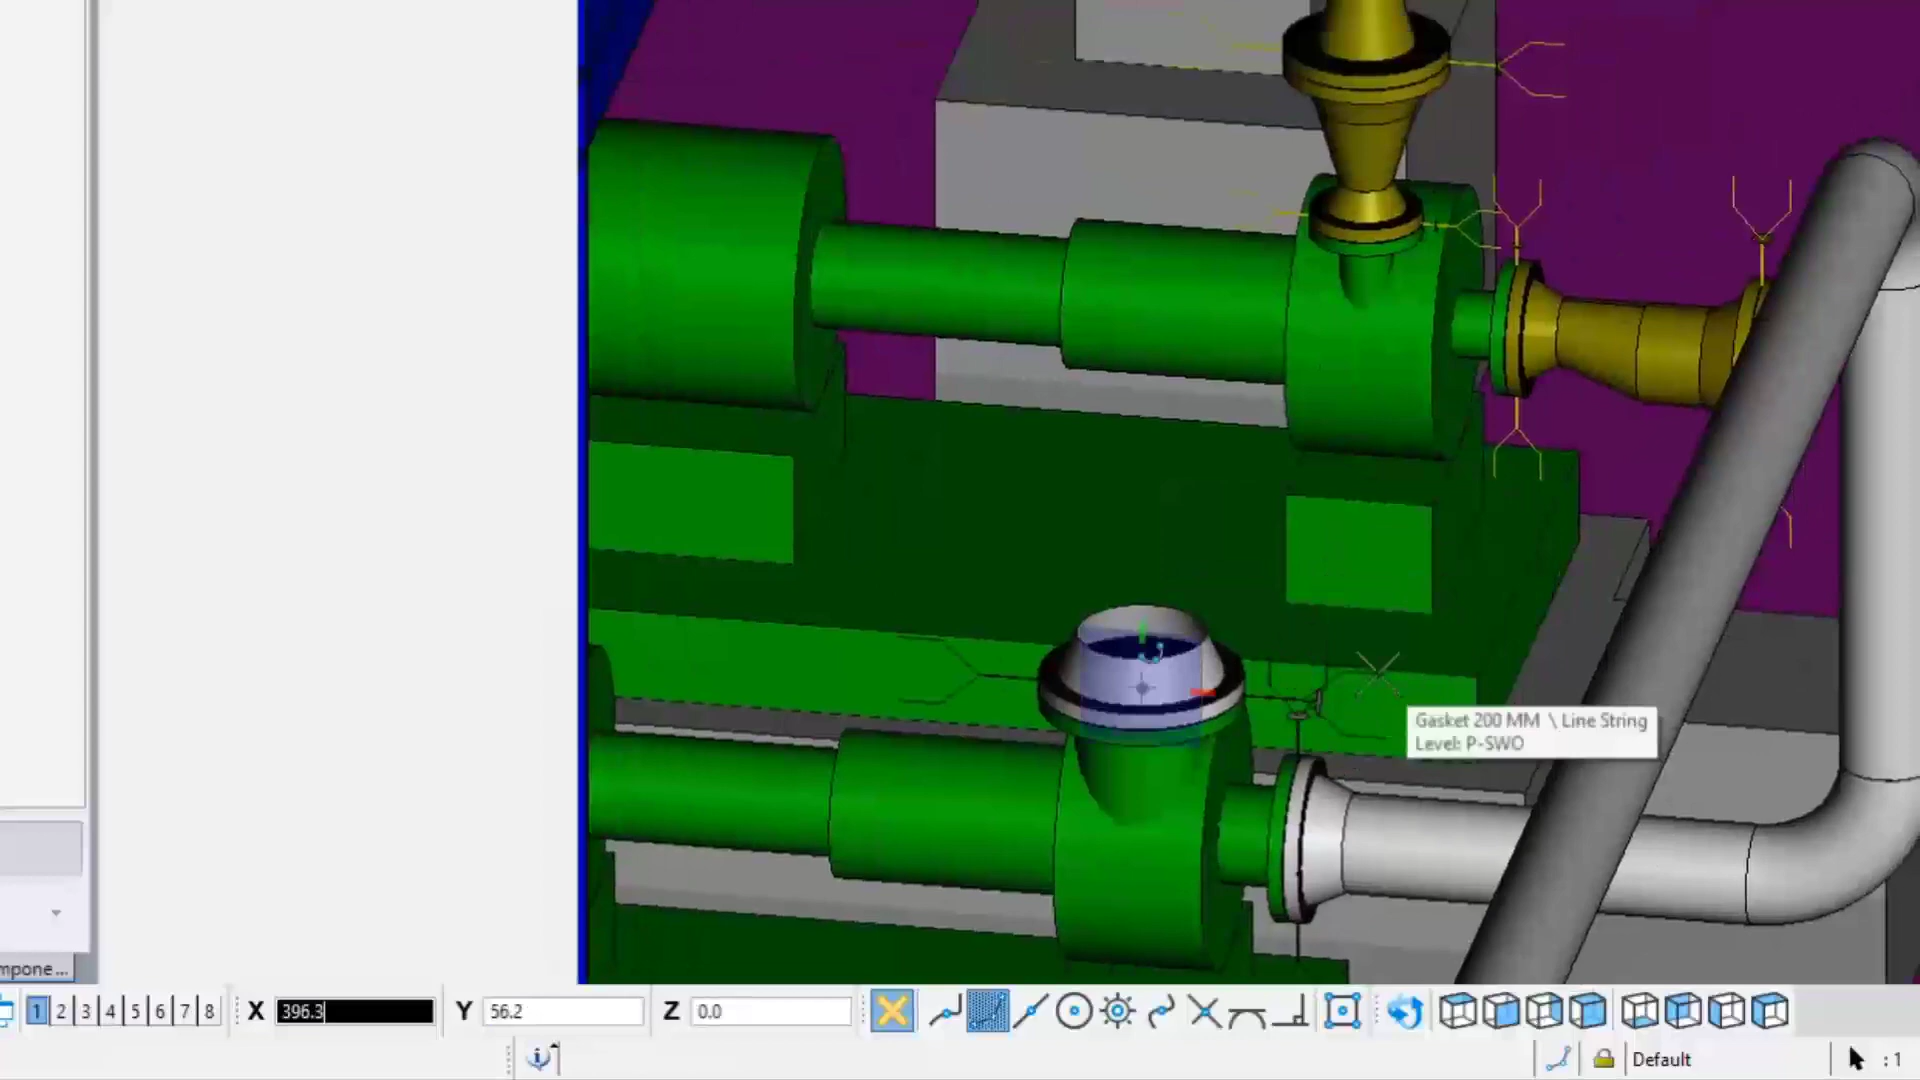 Gasket 200 MM \ Line String
Level: P-SWO
mpone...
1 2 3 4 5 6 7 8 X 396.3 Y 56.2 Z 0.0
Default : 1